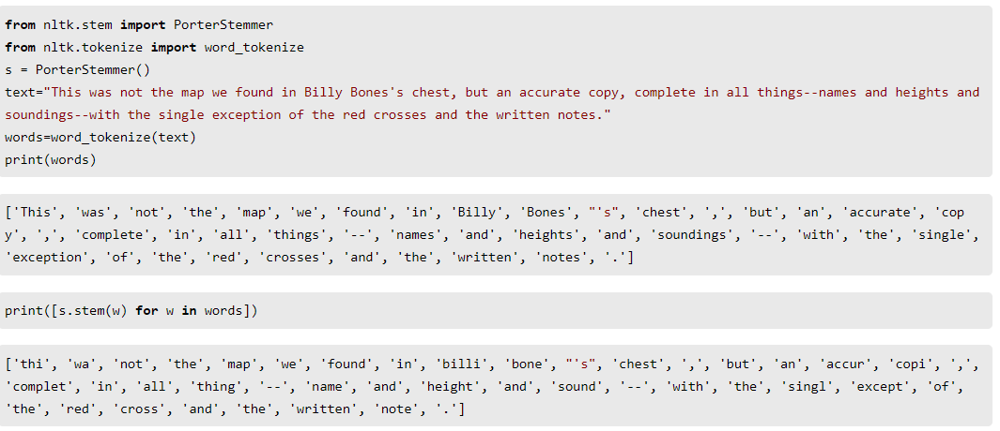 from nltk.stem import PorterStemmer
from nltk.tokenize import word_tokenize
s = PorterStemmer()
text="This was not the map we found in Billy Bones's chest, but an accurate copy, complete in all things--names and heights and
soundings--with the single exception of the red crosses and the written notes."
words=word_tokenize(text)
print(words)
['This', 'was', 'not', 'the', 'map', 'we', 'found', 'in', 'Billy', 'Bones', "'s", 'chest', ',', 'but', 'an', 'accurate', 'cop
y', ',', 'complete', 'in', 'all', 'things', '--', 'names', 'and', 'heights', 'and', 'soundings', '--', 'with', 'the', 'single',
'exception', 'of', 'the', 'red', 'crosses', 'and', 'the', 'written', 'notes', '.']
print([s.stem(w) for w in words])
['thi', 'wa', 'not', 'the', 'map', 'we', 'found', 'in', 'billi', 'bone', "'s", 'chest', ',', 'but', 'an', 'accur', 'copi', ',',
'complet', 'in', 'all', 'thing', '--', 'name', 'and', 'height', 'and', 'sound', '--', 'with', 'the', 'singl', 'except', 'of',
'the', 'red', 'cross', 'and', 'the', 'written', 'note', '.']